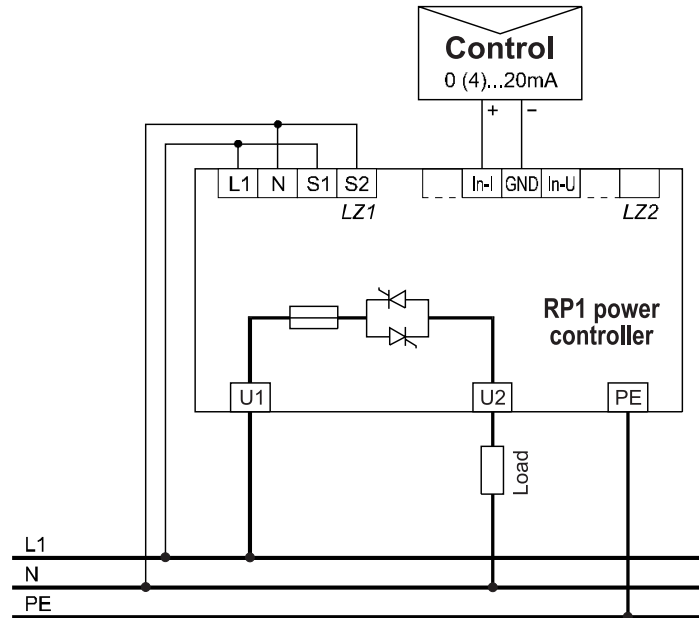 Control
0 (4)...20mA
+ –
L1 N S1 S2 In-I GND In-U
LZ1 LZ2
RP1 power
controller
U1 U2 PE
Load
L1
N
PE